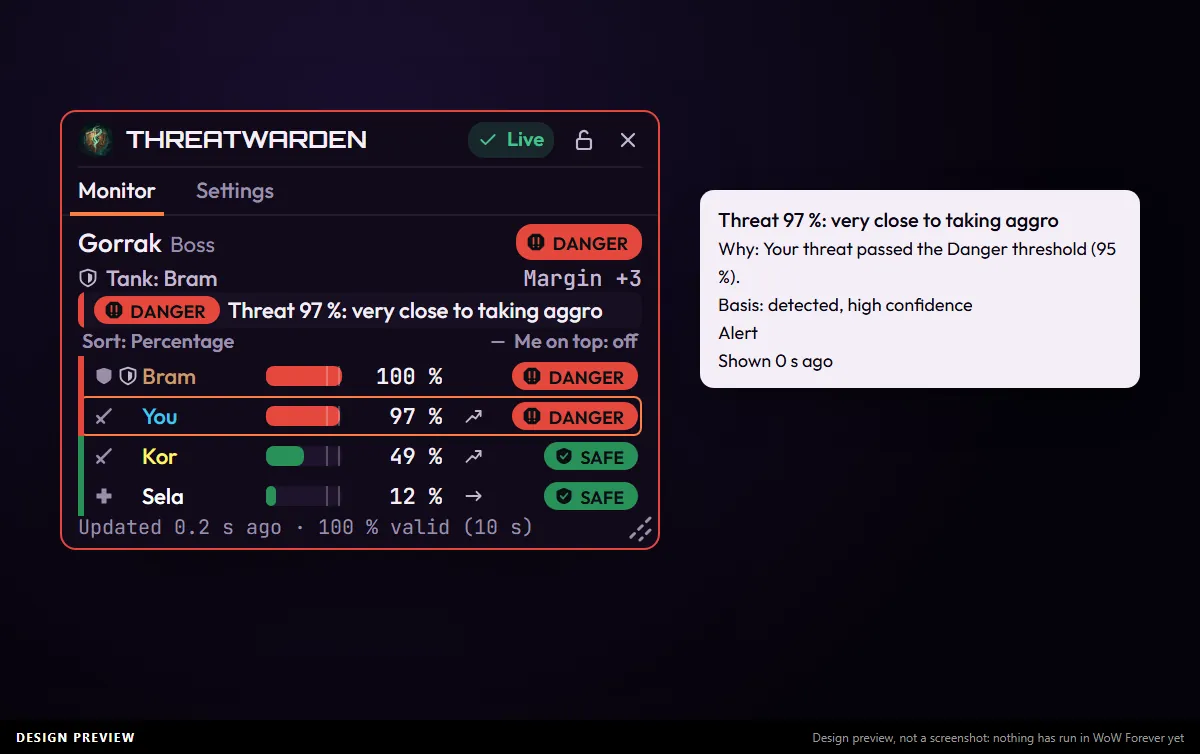 THREATWARDEN
Live
Monitor
Settings
Gorrak Boss
DANGER
Tank: Bram
Margin +3
DANGER Threat 97 %: very close to taking aggro
Sort: Percentage
— Me on top: off
Bram 100 % DANGER
You 97 % DANGER
Kor 49 % SAFE
Sela 12 % SAFE
Updated 0.2 s ago · 100 % valid (10 s)
Threat 97 %: very close to taking aggro
Why: Your threat passed the Danger threshold (95
%).
Basis: detected, high confidence
Alert
Shown 0 s ago
DESIGN PREVIEW
Design preview, not a screenshot: nothing has run in WoW Forever yet